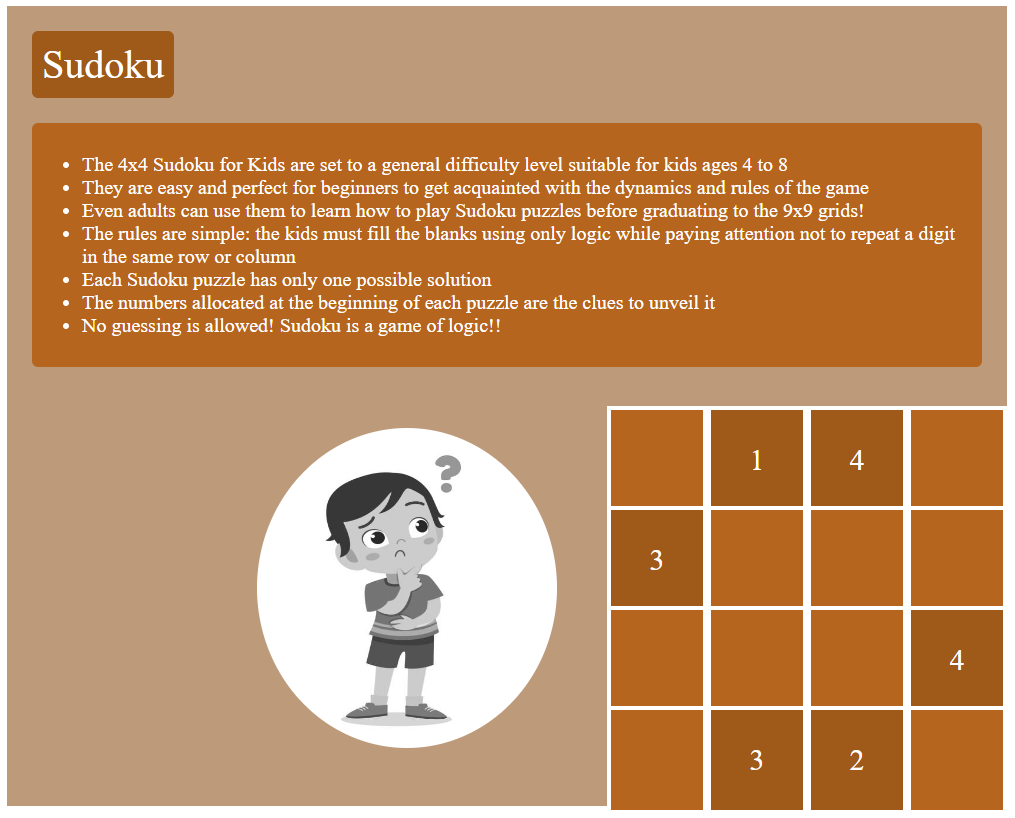 Sudoku
• The 4x4 Sudoku for Kids are set to a general difficulty level suitable for kids ages 4 to 8
• They are easy and perfect for beginners to get acquainted with the dynamics and rules of the game
• Even adults can use them to learn how to play Sudoku puzzles before graduating to the 9x9 grids!
• The rules are simple: the kids must fill the blanks using only logic while paying attention not to repeat a digit
in the same row or column
• Each Sudoku puzzle has only one possible solution
• The numbers allocated at the beginning of each puzzle are the clues to unveil it
• No guessing is allowed! Sudoku is a game of logic!!
?
1 4
3
4
3 2